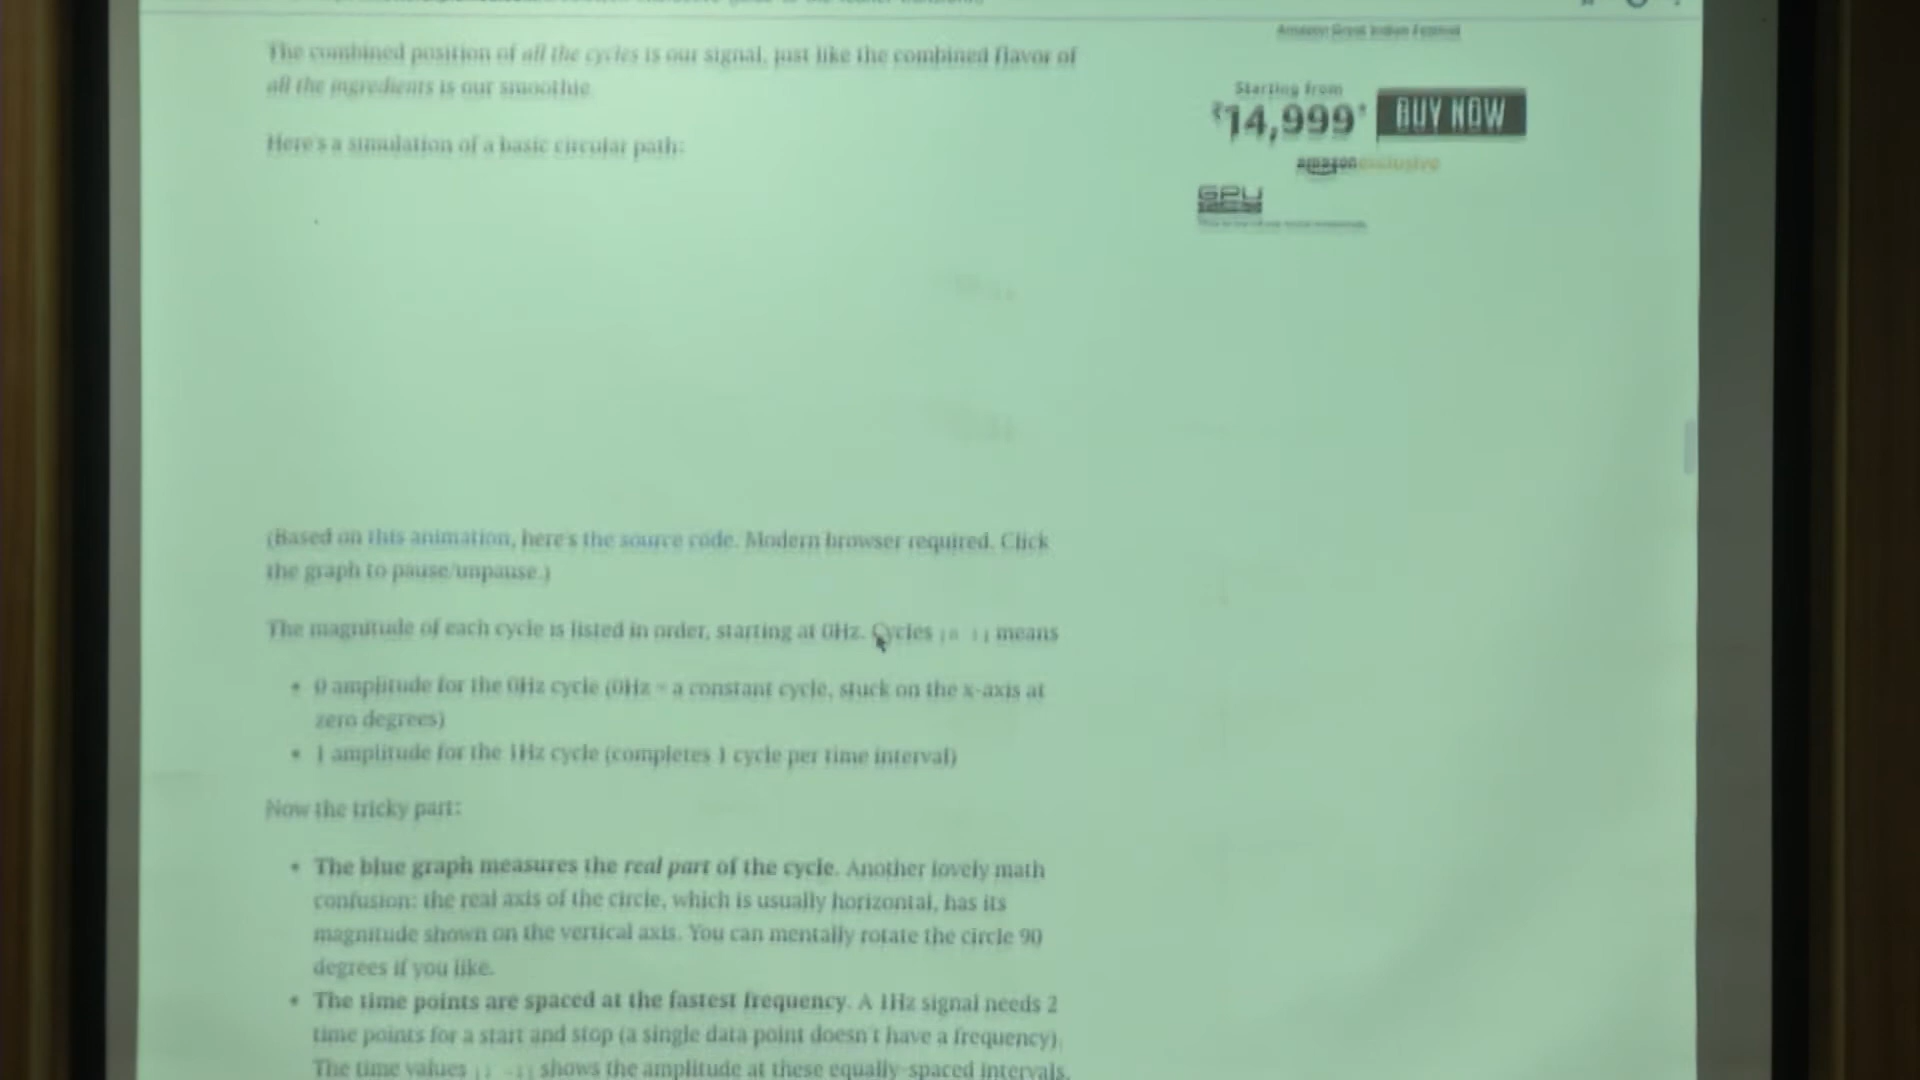 The combined position of all the cycles is our signal, just like the combined flavor of
all the ingredients is our smoothie.
Here's a simulation of a basic circular path:
(Based on this animation, here's the source code. Modern browser required. Click
the graph to pause/unpause.)
The magnitude of each cycle is listed in order, starting at 0Hz. Cycles means
• 0 amplitude for the 0Hz cycle (0Hz = a constant cycle, stuck on the x-axis at
zero degrees)
• 1 amplitude for the 1Hz cycle (completes 1 cycle per time interval)
Now the tricky part:
• The blue graph measures the real part of the cycle. Another lovely math
confusion: the real axis of the circle, which is usually horizontal, has its
magnitude shown on the vertical axis. You can mentally rotate the circle 90
degrees if you like.
• The time points are spaced at the fastest frequency. A 1Hz signal needs 2
time points for a start and stop (a single data point doesn't have a frequency).
The time values shows the amplitude at these equally-spaced intervals.
Amazon Great Indian Festival
Starting from
₹14,999*
BUY NOW
amazon exclusive
GPU